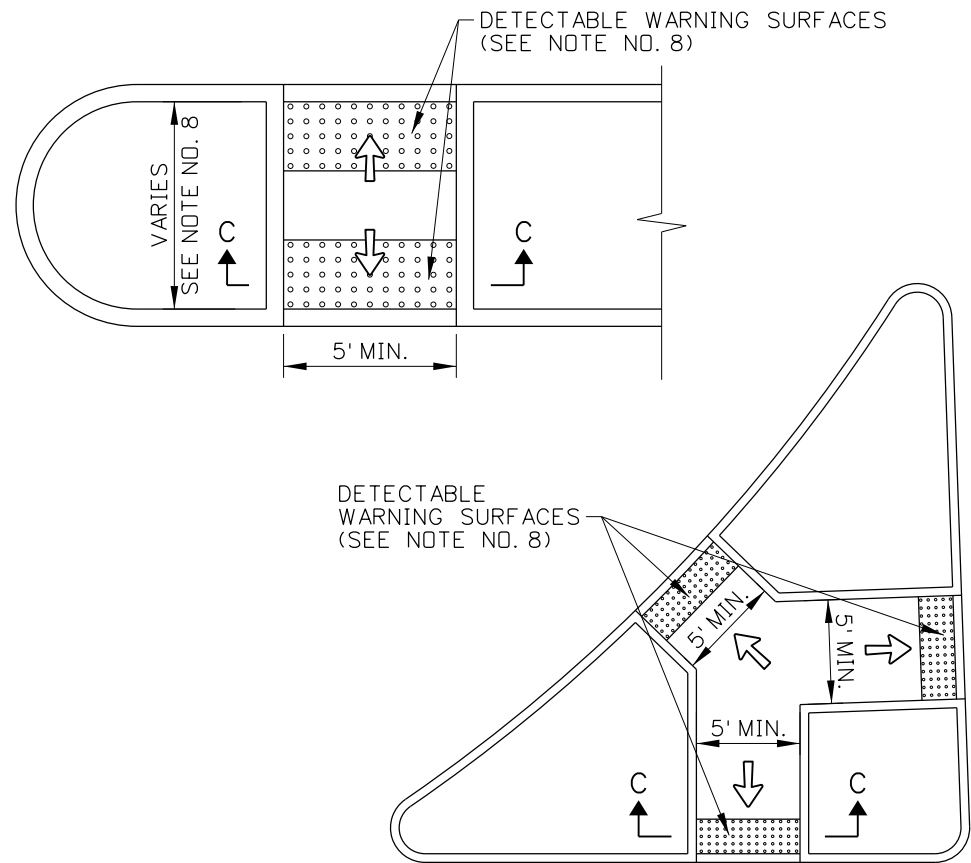 DETECTABLE WARNING SURFACES
(SEE NOTE NO. 8)
VARIES
SEE NOTE NO. 8
C
C
5' MIN.
DETECTABLE
WARNING SURFACES
(SEE NOTE NO. 8)
5' MIN.
5' MIN.
5' MIN.
C
C